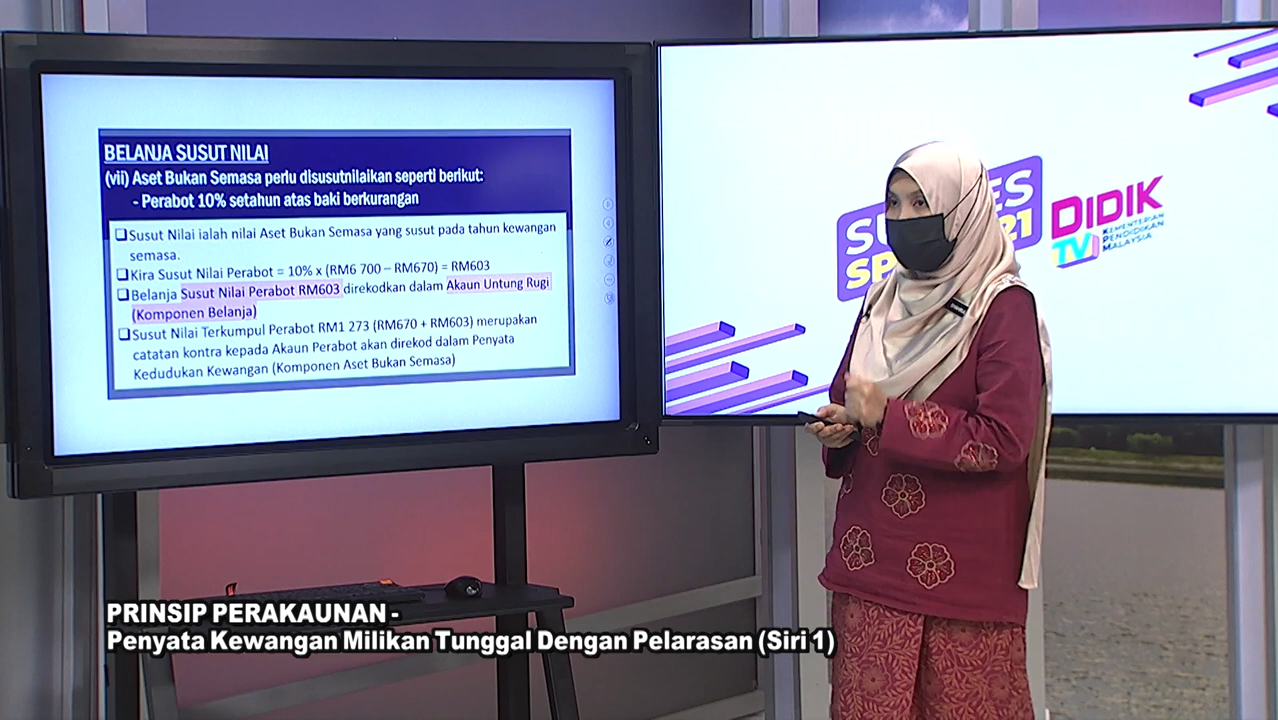 BELANJA SUSUT NILAI
(vii) Aset Bukan Semasa perlu disusutnilaikan seperti berikut:
- Perabot 10% setahun atas baki berkurangan
Susut Nilai ialah nilai Aset Bukan Semasa yang susut pada tahun kewangan
semasa.
Kira Susut Nilai Perabot = 10% x (RM6 700 – RM670) = RM603
Belanja Susut Nilai Perabot RM603 direkodkan dalam Akaun Untung Rugi
(Komponen Belanja)
Susut Nilai Terkumpul Perabot RM1 273 (RM670 + RM603) merupakan
catatan kontra kepada Akaun Perabot akan direkod dalam Penyata
Kedudukan Kewangan (Komponen Aset Bukan Semasa)
DIDIK
TV
KEMENTERIAN
PENDIDIKAN
MALAYSIA
PRINSIP PERAKAUNAN -
Penyata Kewangan Milikan Tunggal Dengan Pelarasan (Siri 1)